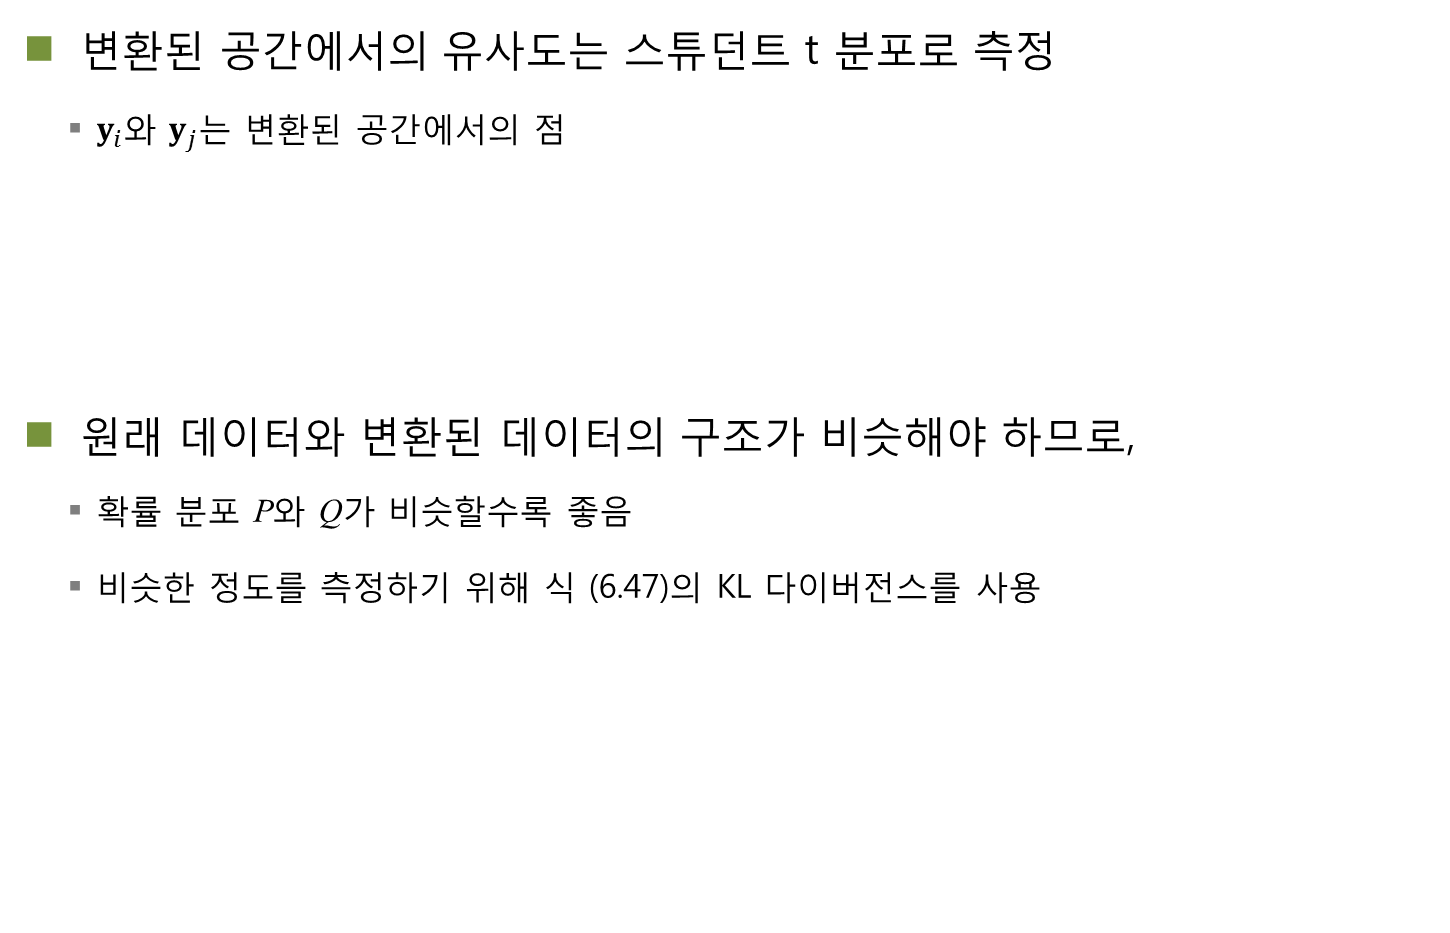 변환된 공간에서의 유사도는 스튜던트 t 분포로 측정
y_i와 y_j는 변환된 공간에서의 점
원래 데이터와 변환된 데이터의 구조가 비슷해야 하므로,
확률 분포 P와 Q가 비슷할수록 좋음
비슷한 정도를 측정하기 위해 식 (6.47)의 KL 다이버전스를 사용